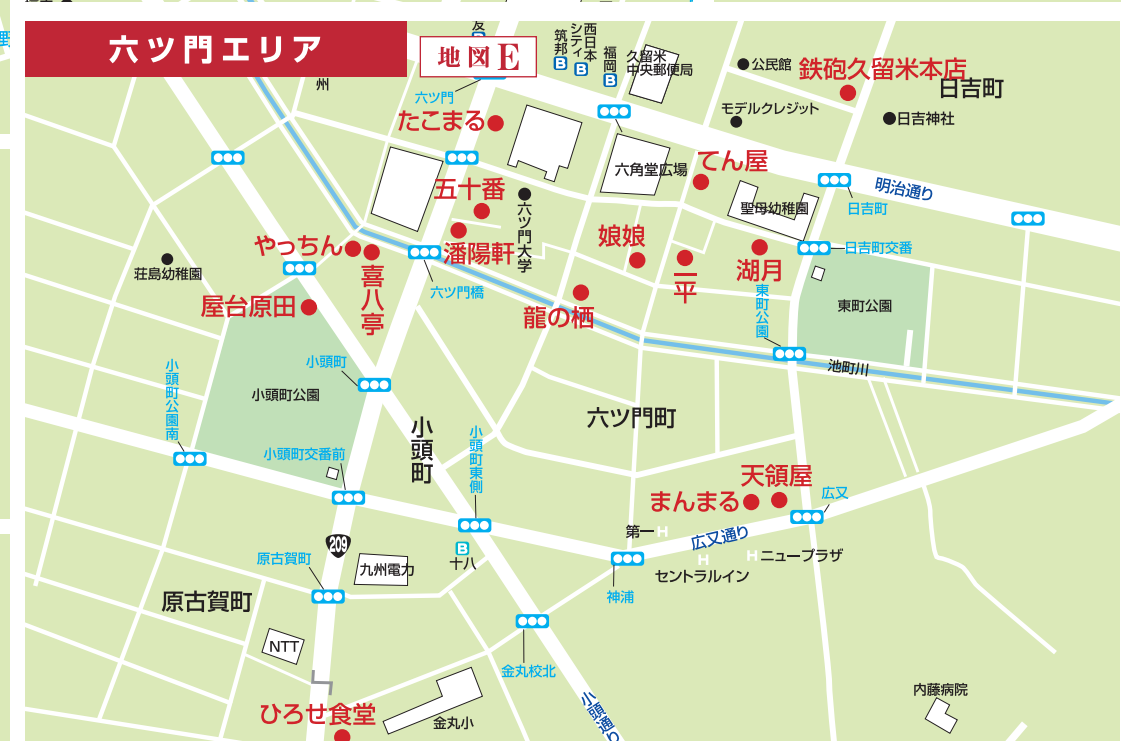 六ツ門エリア
地図E
友
筑邦
B
西日本
シティ
B
福岡
B
久留米
中央郵便局
公民館
鉄砲久留米本店
日吉町
州
六ツ門
たこまる
モデルクレジット
日吉神社
六角堂広場
てん屋
明治通り
日吉町
聖母幼稚園
五十番
六ツ門大学
潘陽軒
やっちん
喜八亭
娘娘
一平
湖月
日吉町交番
荘島幼稚園
屋台原田
六ツ門橋
龍の栖
東町公園
東町公園
池町川
小頭町
小頭町公園
小頭町公園南
小頭町
六ツ門町
小頭町東側
小頭町交番前
天領屋
まんまる
広又
209
第一
H
広又通り
H
H
ニュープラザ
セントラルイン
原古賀町
九州電力
B
十八
神浦
原古賀町
NTT
金丸校北
小頭通り
内藤病院
ひろせ食堂
金丸小